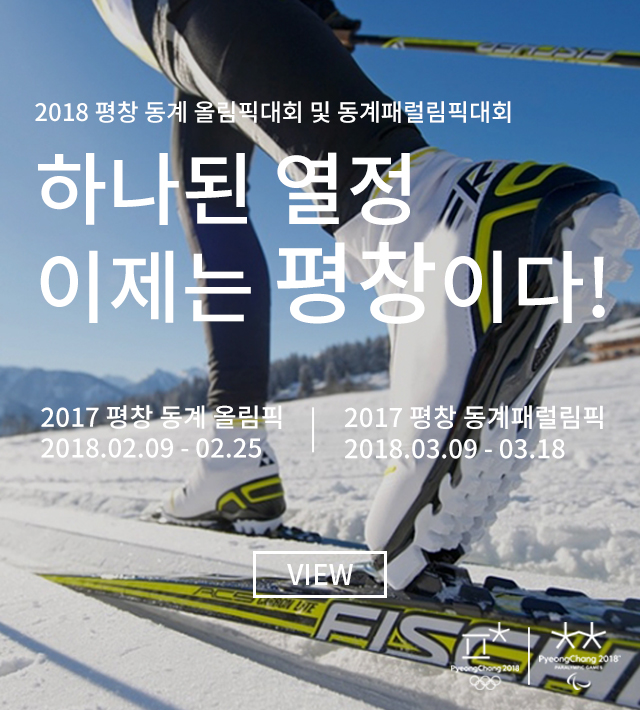 2018 평창 동계 올림픽대회 및 동계패럴림픽대회
하나된 열정
이제는 평창이다!
2017 평창 동계 올림픽
2018.02.09 - 02.25
2017 평창 동계패럴림픽
2018.03.09 - 03.18
VIEW
FISCHER
PyeongChang 2018
PyeongChang 2018
PARALYMPIC GAMES